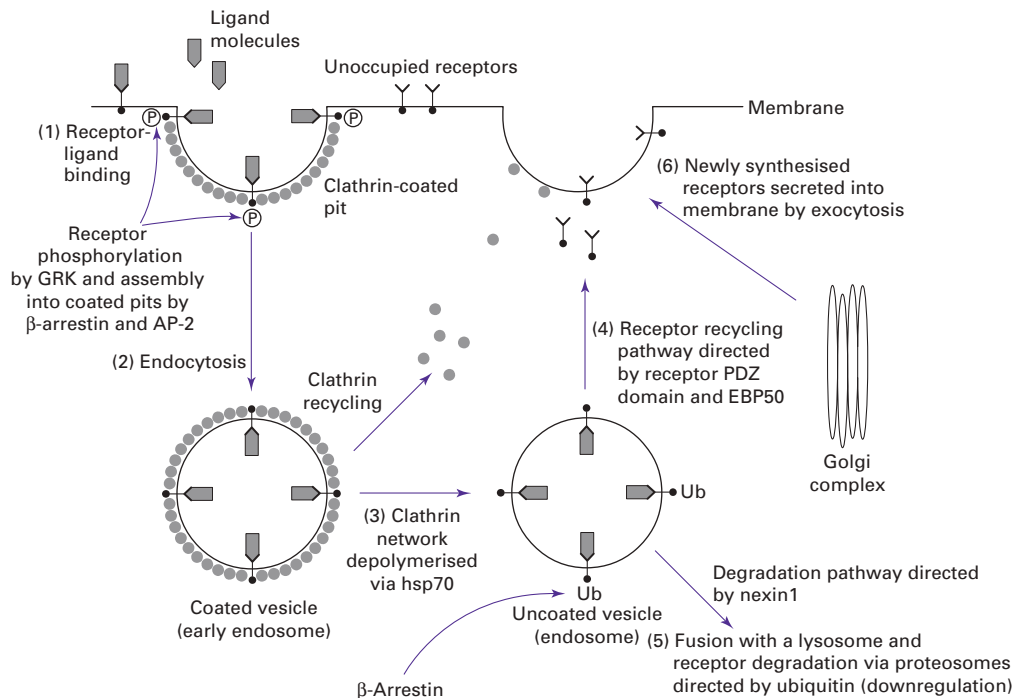 Ligand
molecules
Unoccupied receptors
Membrane
P
P
(1) Receptor-
ligand
binding
Clathrin-coated
pit
P
(6) Newly synthesised
receptors secreted into
membrane by exocytosis
Receptor
phosphorylation
by GRK and assembly
into coated pits by
β-arrestin and AP-2
(2) Endocytosis
Clathrin
recycling
(4) Receptor recycling
pathway directed
by receptor PDZ
domain and EBP50
Golgi
complex
(3) Clathrin
network
depolymerised
via hsp70
Ub
Ub
Coated vesicle
(early endosome)
Uncoated vesicle
(endosome)
Degradation pathway directed
by nexin1
(5) Fusion with a lysosome and
receptor degradation via proteosomes
directed by ubiquitin (downregulation)
β-Arrestin